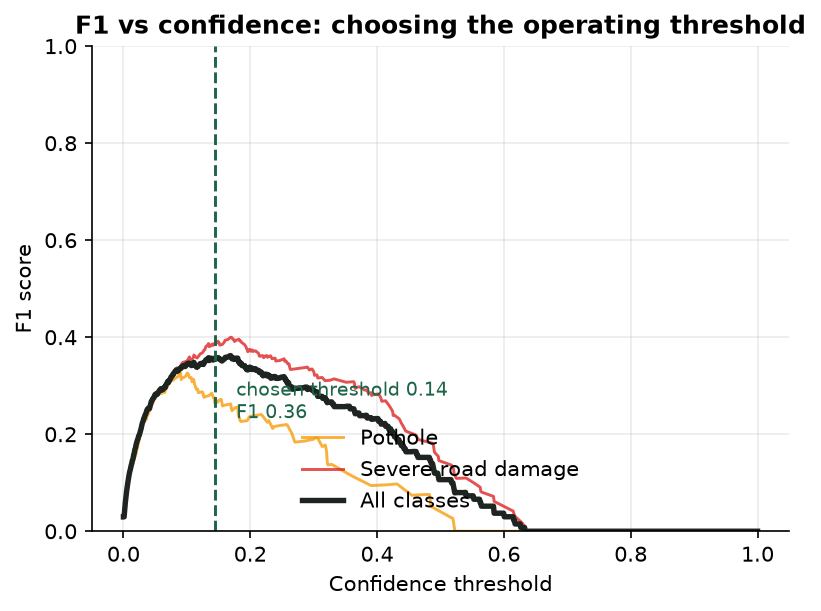 F1 vs confidence: choosing the operating threshold
1.0
0.8
0.6
0.4
0.2
0.0
F1 score
chosen threshold 0.14
F1 0.36
Pothole
Severe road damage
All classes
0.0 0.2 0.4 0.6 0.8 1.0
Confidence threshold